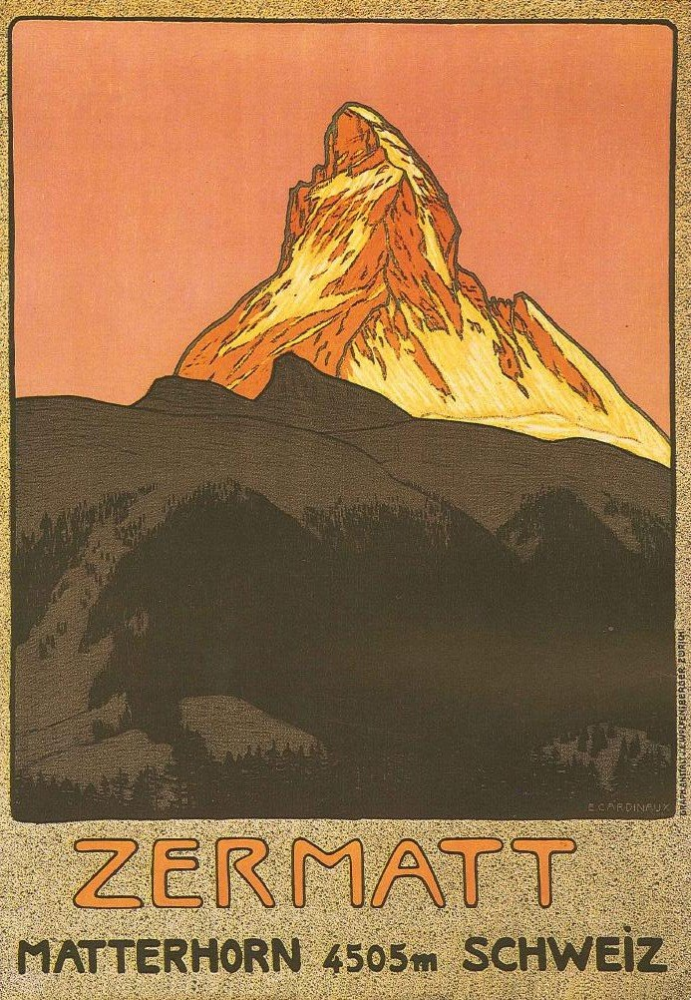 E.CARDINAUX
ZERMATT
MATTERHORN 4505m SCHWEiZ